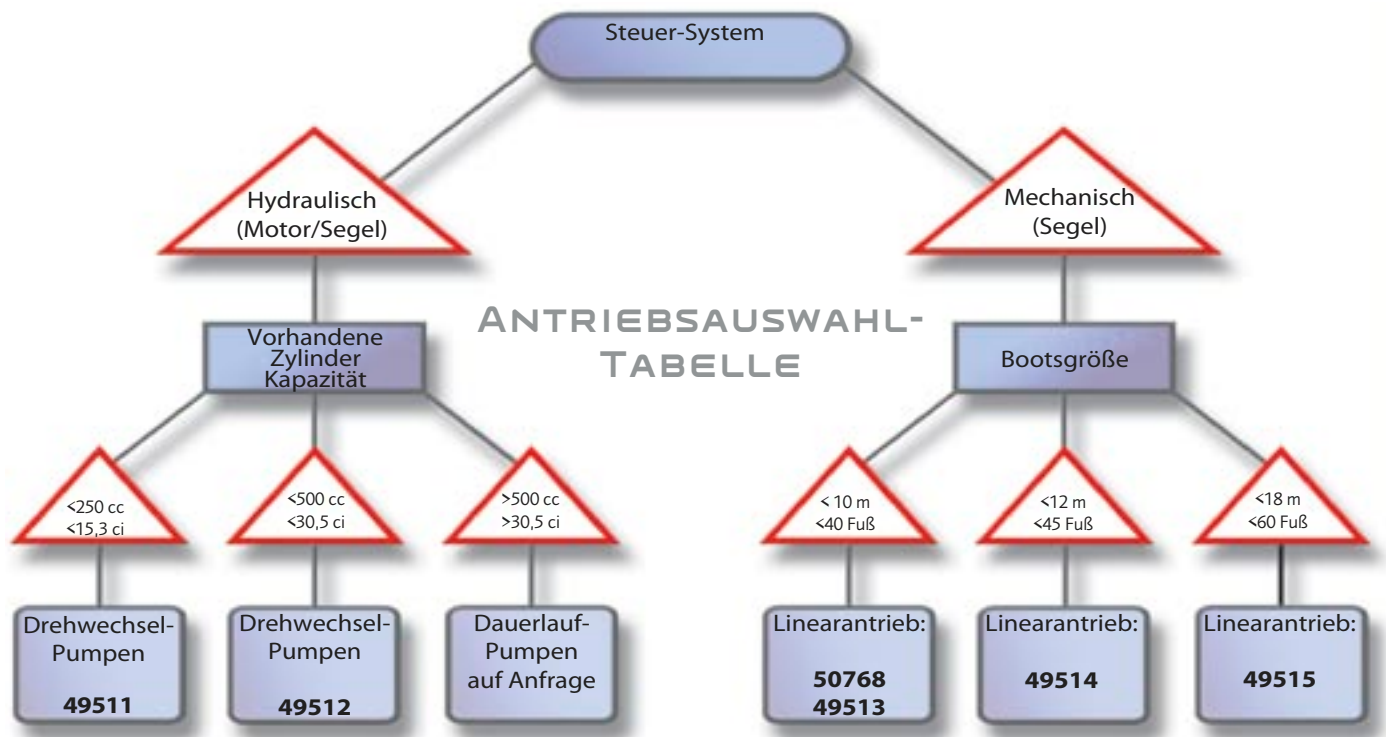 Steuer-System
Hydraulisch
(Motor/Segel)
Mechanisch
(Segel)
ANTRIEBSAUSWAHL-
TABELLE
Vorhandene
Zylinder
Kapazität
Bootsgröße
<250 cc
<15,3 ci
<500 cc
<30,5 ci
>500 cc
>30,5 ci
< 10 m
<40 Fuß
<12 m
<45 Fuß
<18 m
<60 Fuß
Drehwechsel-
Pumpen
49511
Drehwechsel-
Pumpen
49512
Dauerlauf-
Pumpen
auf Anfrage
Linearantrieb:
50768
49513
Linearantrieb:
49514
Linearantrieb:
49515